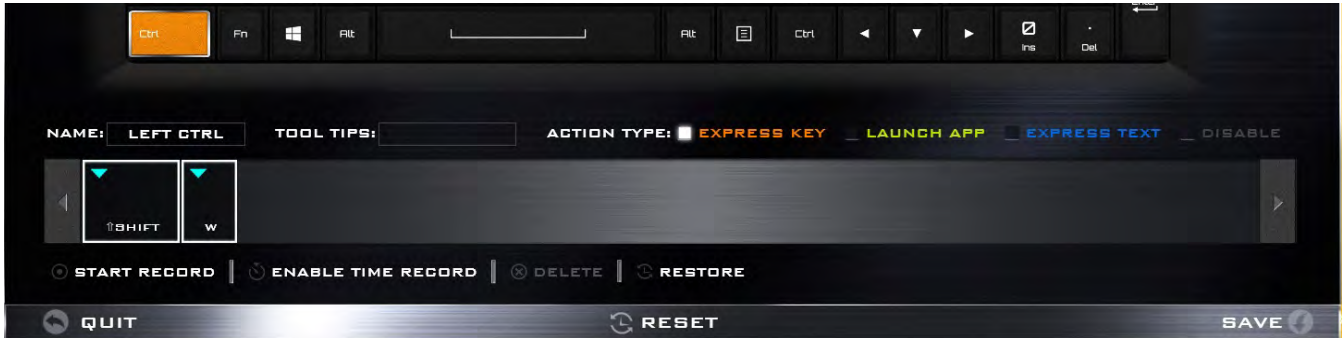 Ctrl Fn Alt Alt Ctrl Ins Del
NAME: LEFT CTRL TOOL TIPS: ACTION TYPE: EXPRESS KEY LAUNCH APP EXPRESS TEXT DISABLE
⇧SHIFT W
START RECORD ENABLE TIME RECORD DELETE RESTORE
QUIT RESET SAVE